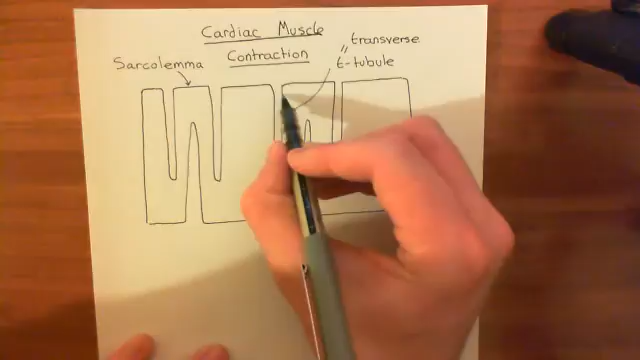 Cardiac Muscle
Contraction
Sarcolemma
" transverse
t-tubule